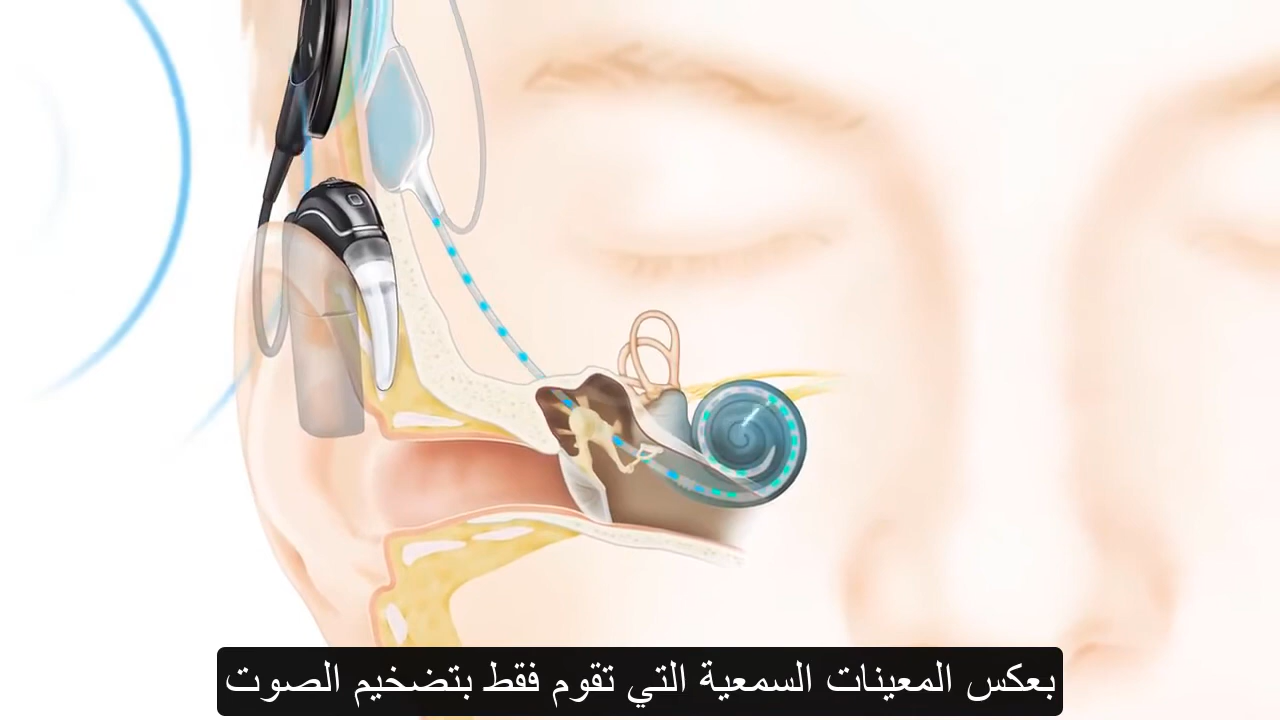 بعكس المعينات السمعية التي تقوم فقط بتضخيم الصوت